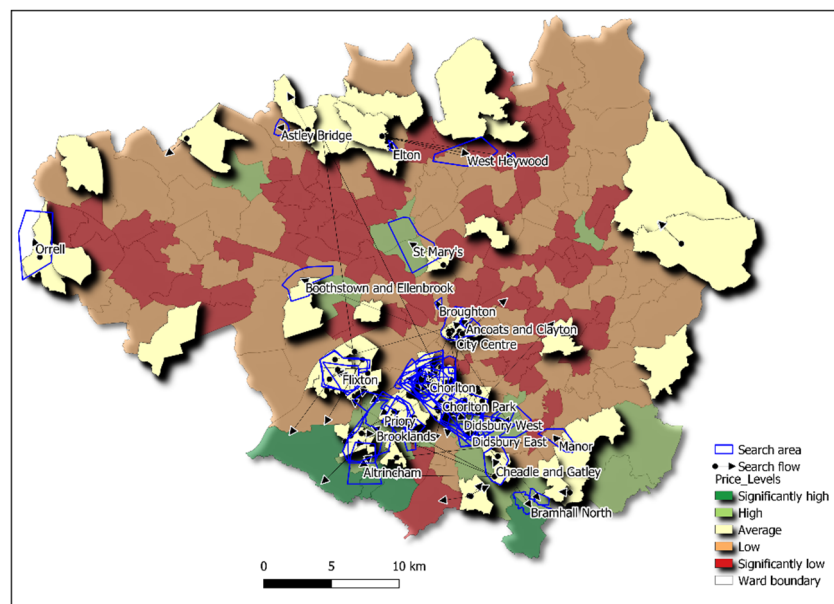 Astley Bridge
Elton
West Heywood
Orrell
St Mary's
Boothstown and Ellenbrook
Broughton
Ancoats and Clayton
City Centre
Flixton
Chorlton
Chorlton Park
Priory
Didsbury West
Brooklands
Didsbury East
Manor
Altrincham
Cheadle and Gatley
Bramhall North
Search area
Search flow
Price_Levels
Significantly high
High
Average
Low
Significantly low
Ward boundary
0 5 10 km